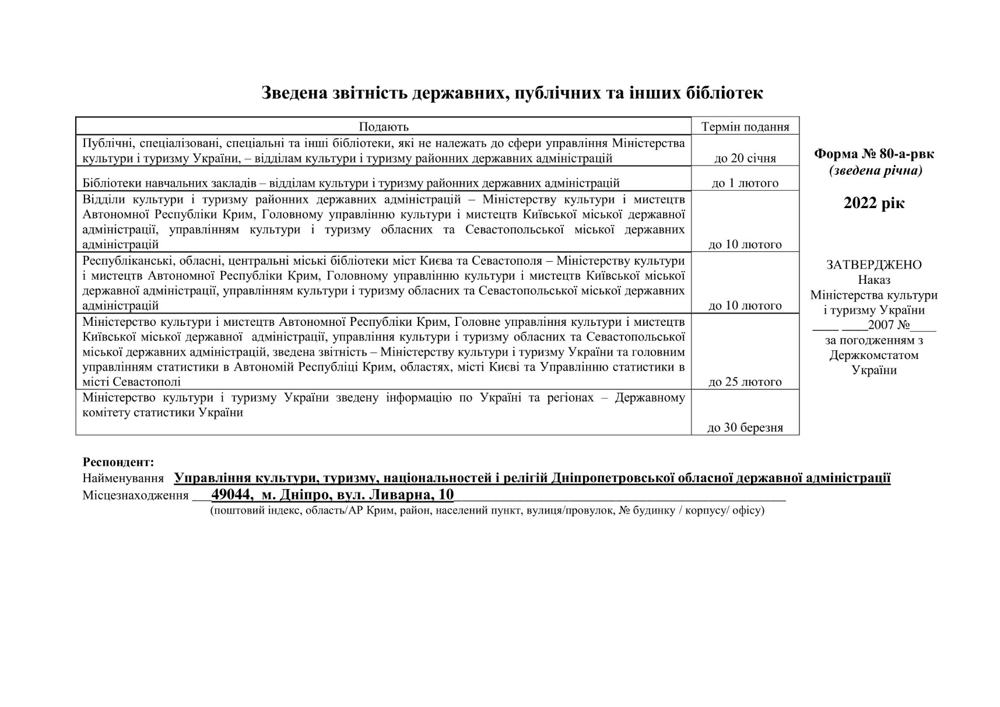 Зведена звітність державних, публічних та інших бібліотек
Подають
Термін подання
Публічні, спеціалізовані, спеціальні та інші бібліотеки, які не належать до сфери управління Міністерства
культури і туризму України, – відділам культури і туризму районних державних адміністрацій
до 20 січня
Бібліотеки навчальних закладів – відділам культури і туризму районних державних адміністрацій
до 1 лютого
Відділи культури і туризму районних державних адміністрацій – Міністерству культури і мистецтв
Автономної Республіки Крим, Головному управлінню культури і мистецтв Київської міської державної
адміністрації, управлінням культури і туризму обласних та Севастопольської міської державних
адміністрацій
до 10 лютого
Республіканські, обласні, центральні міські бібліотеки міст Києва та Севастополя – Міністерству культури
і мистецтв Автономної Республіки Крим, Головному управлінню культури і мистецтв Київської міської
державної адміністрації, управлінням культури і туризму обласних та Севастопольської міської державних
адміністрацій
до 10 лютого
Міністерство культури і мистецтв Автономної Республіки Крим, Головне управління культури і мистецтв
Київської міської державної адміністрації, управління культури і туризму обласних та Севастопольської
міської державних адміністрацій, зведена звітність – Міністерству культури і туризму України та головним
управлінням статистики в Автономій Республіці Крим, областях, місті Києві та Управлінню статистики в
місті Севастополі
до 25 лютого
Міністерство культури і туризму України зведену інформацію по Україні та регіонах – Державному
комітету статистики України
до 30 березня
Форма № 80-а-рвк
(зведена річна)
2022 рік
ЗАТВЕРДЖЕНО
Наказ
Міністерства культури
і туризму України
____ ____2007 №____
за погодженням з
Держкомстатом
України
Респондент:
Найменування Управління культури, туризму, національностей і релігій Дніпропетровської обласної державної адміністрації
Місцезнаходження ___49044, м. Дніпро, вул. Ливарна, 10___
(поштовий індекс, область/АР Крим, район, населений пункт, вулиця/провулок, № будинку / корпусу/ офісу)